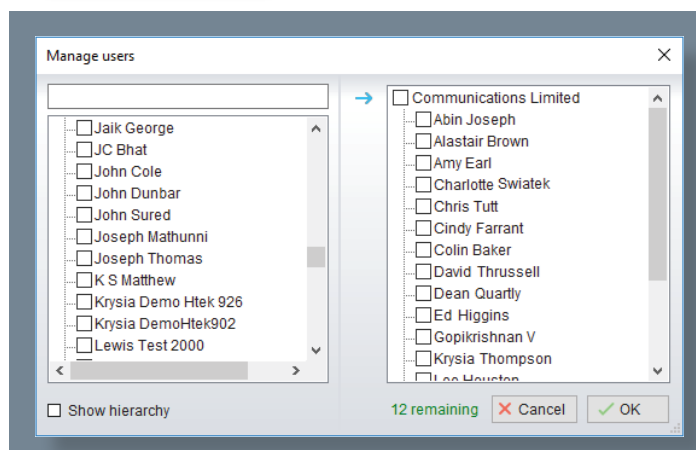 Manage users
Jaik George
JC Bhat
John Cole
John Dunbar
John Sured
Joseph Mathunni
Joseph Thomas
K S Matthew
Krysia Demo Htek 926
Krysia DemoHtek902
Lewis Test 2000
Show hierarchy
Communications Limited
Abin Joseph
Alastair Brown
Amy Earl
Charlotte Swiatek
Chris Tutt
Cindy Farrant
Colin Baker
David Thrussell
Dean Quartly
Ed Higgins
Gopikrishnan V
Krysia Thompson
12 remaining
Cancel
OK